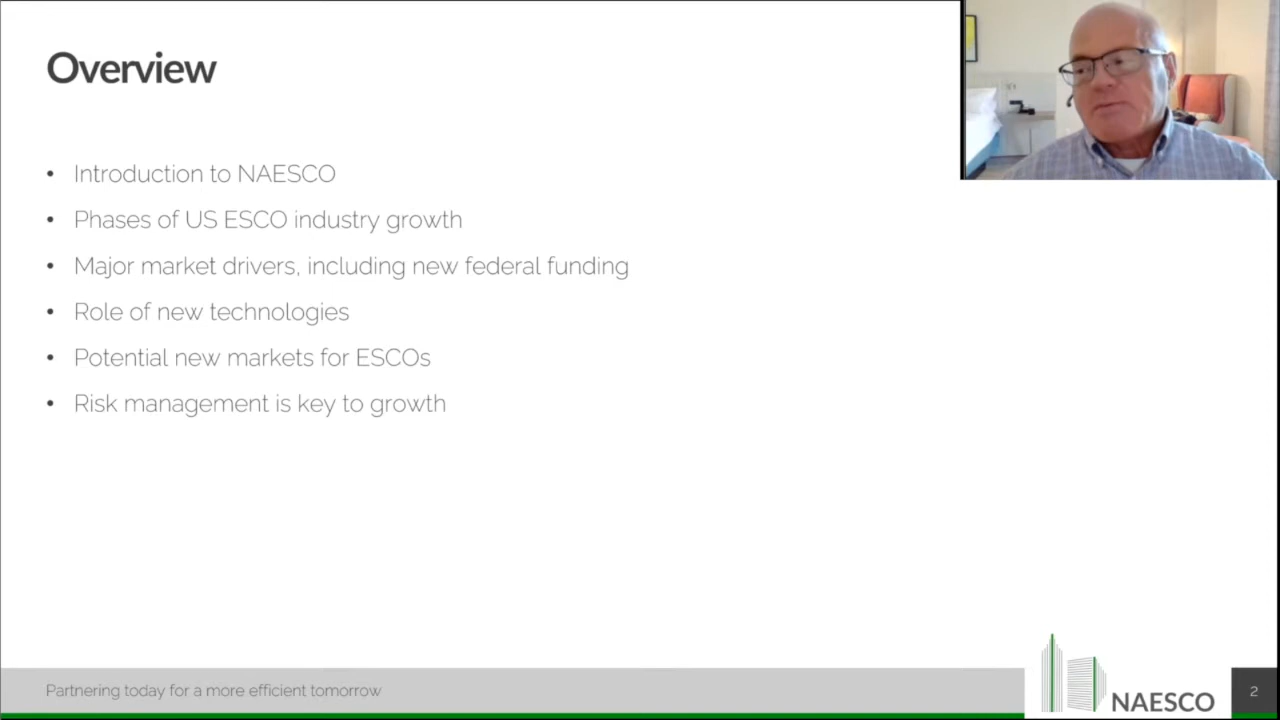 Overview
• Introduction to NAESCO
• Phases of US ESCO industry growth
• Major market drivers, including new federal funding
• Role of new technologies
• Potential new markets for ESCOs
• Risk management is key to growth
Partnering today for a more efficient tomorrow
NAESCO
2